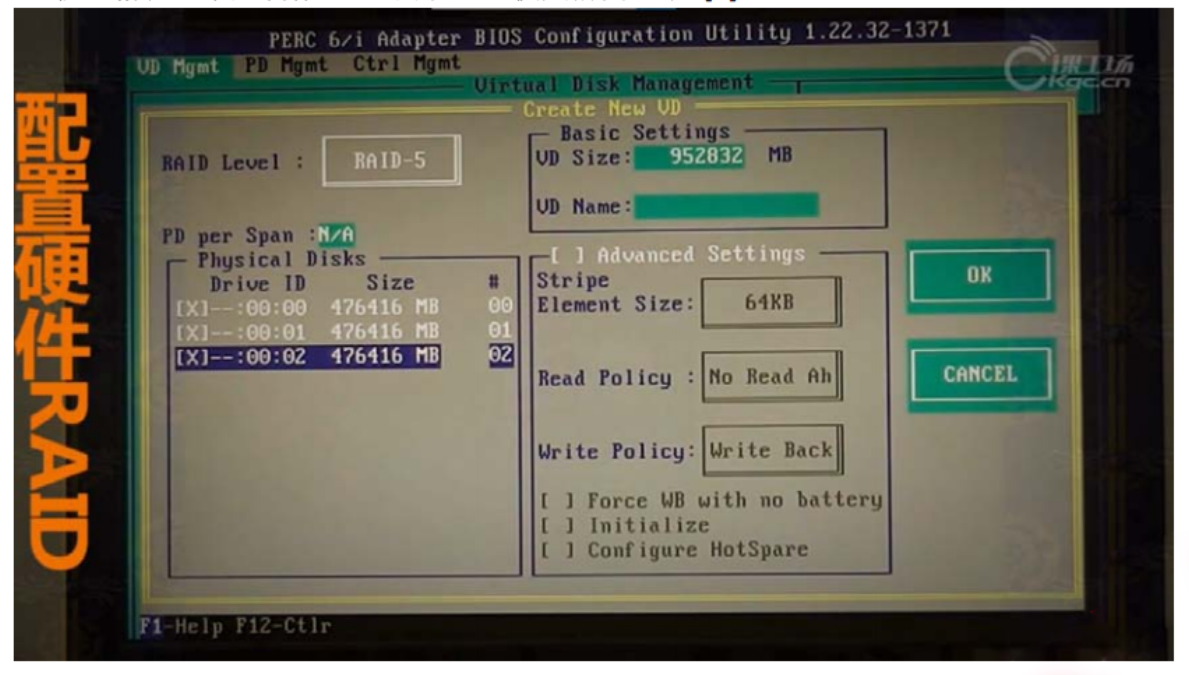 PERC 6/i Adapter BIOS Configuration Utility 1.22.32-1371
VD Mgmt PD Mgmt Ctrl Mgmt
Virtual Disk Management
Create New VD
RAID Level : RAID-5
PD per Span :N/A
Physical Disks
Drive ID Size #
[X]--:00:00 476416 MB 00
[X]--:00:01 476416 MB 01
[X]--:00:02 476416 MB 02
Basic Settings
VD Size: 952832 MB
VD Name:
[ ] Advanced Settings
Stripe
Element Size: 64KB
Read Policy : No Read Ah
Write Policy: Write Back
[ ] Force WB with no battery
[ ] Initialize
[ ] Configure HotSpare
OK
CANCEL
F1-Help F12-Ctlr
配置硬件RAID
课工场
Kgc.cn